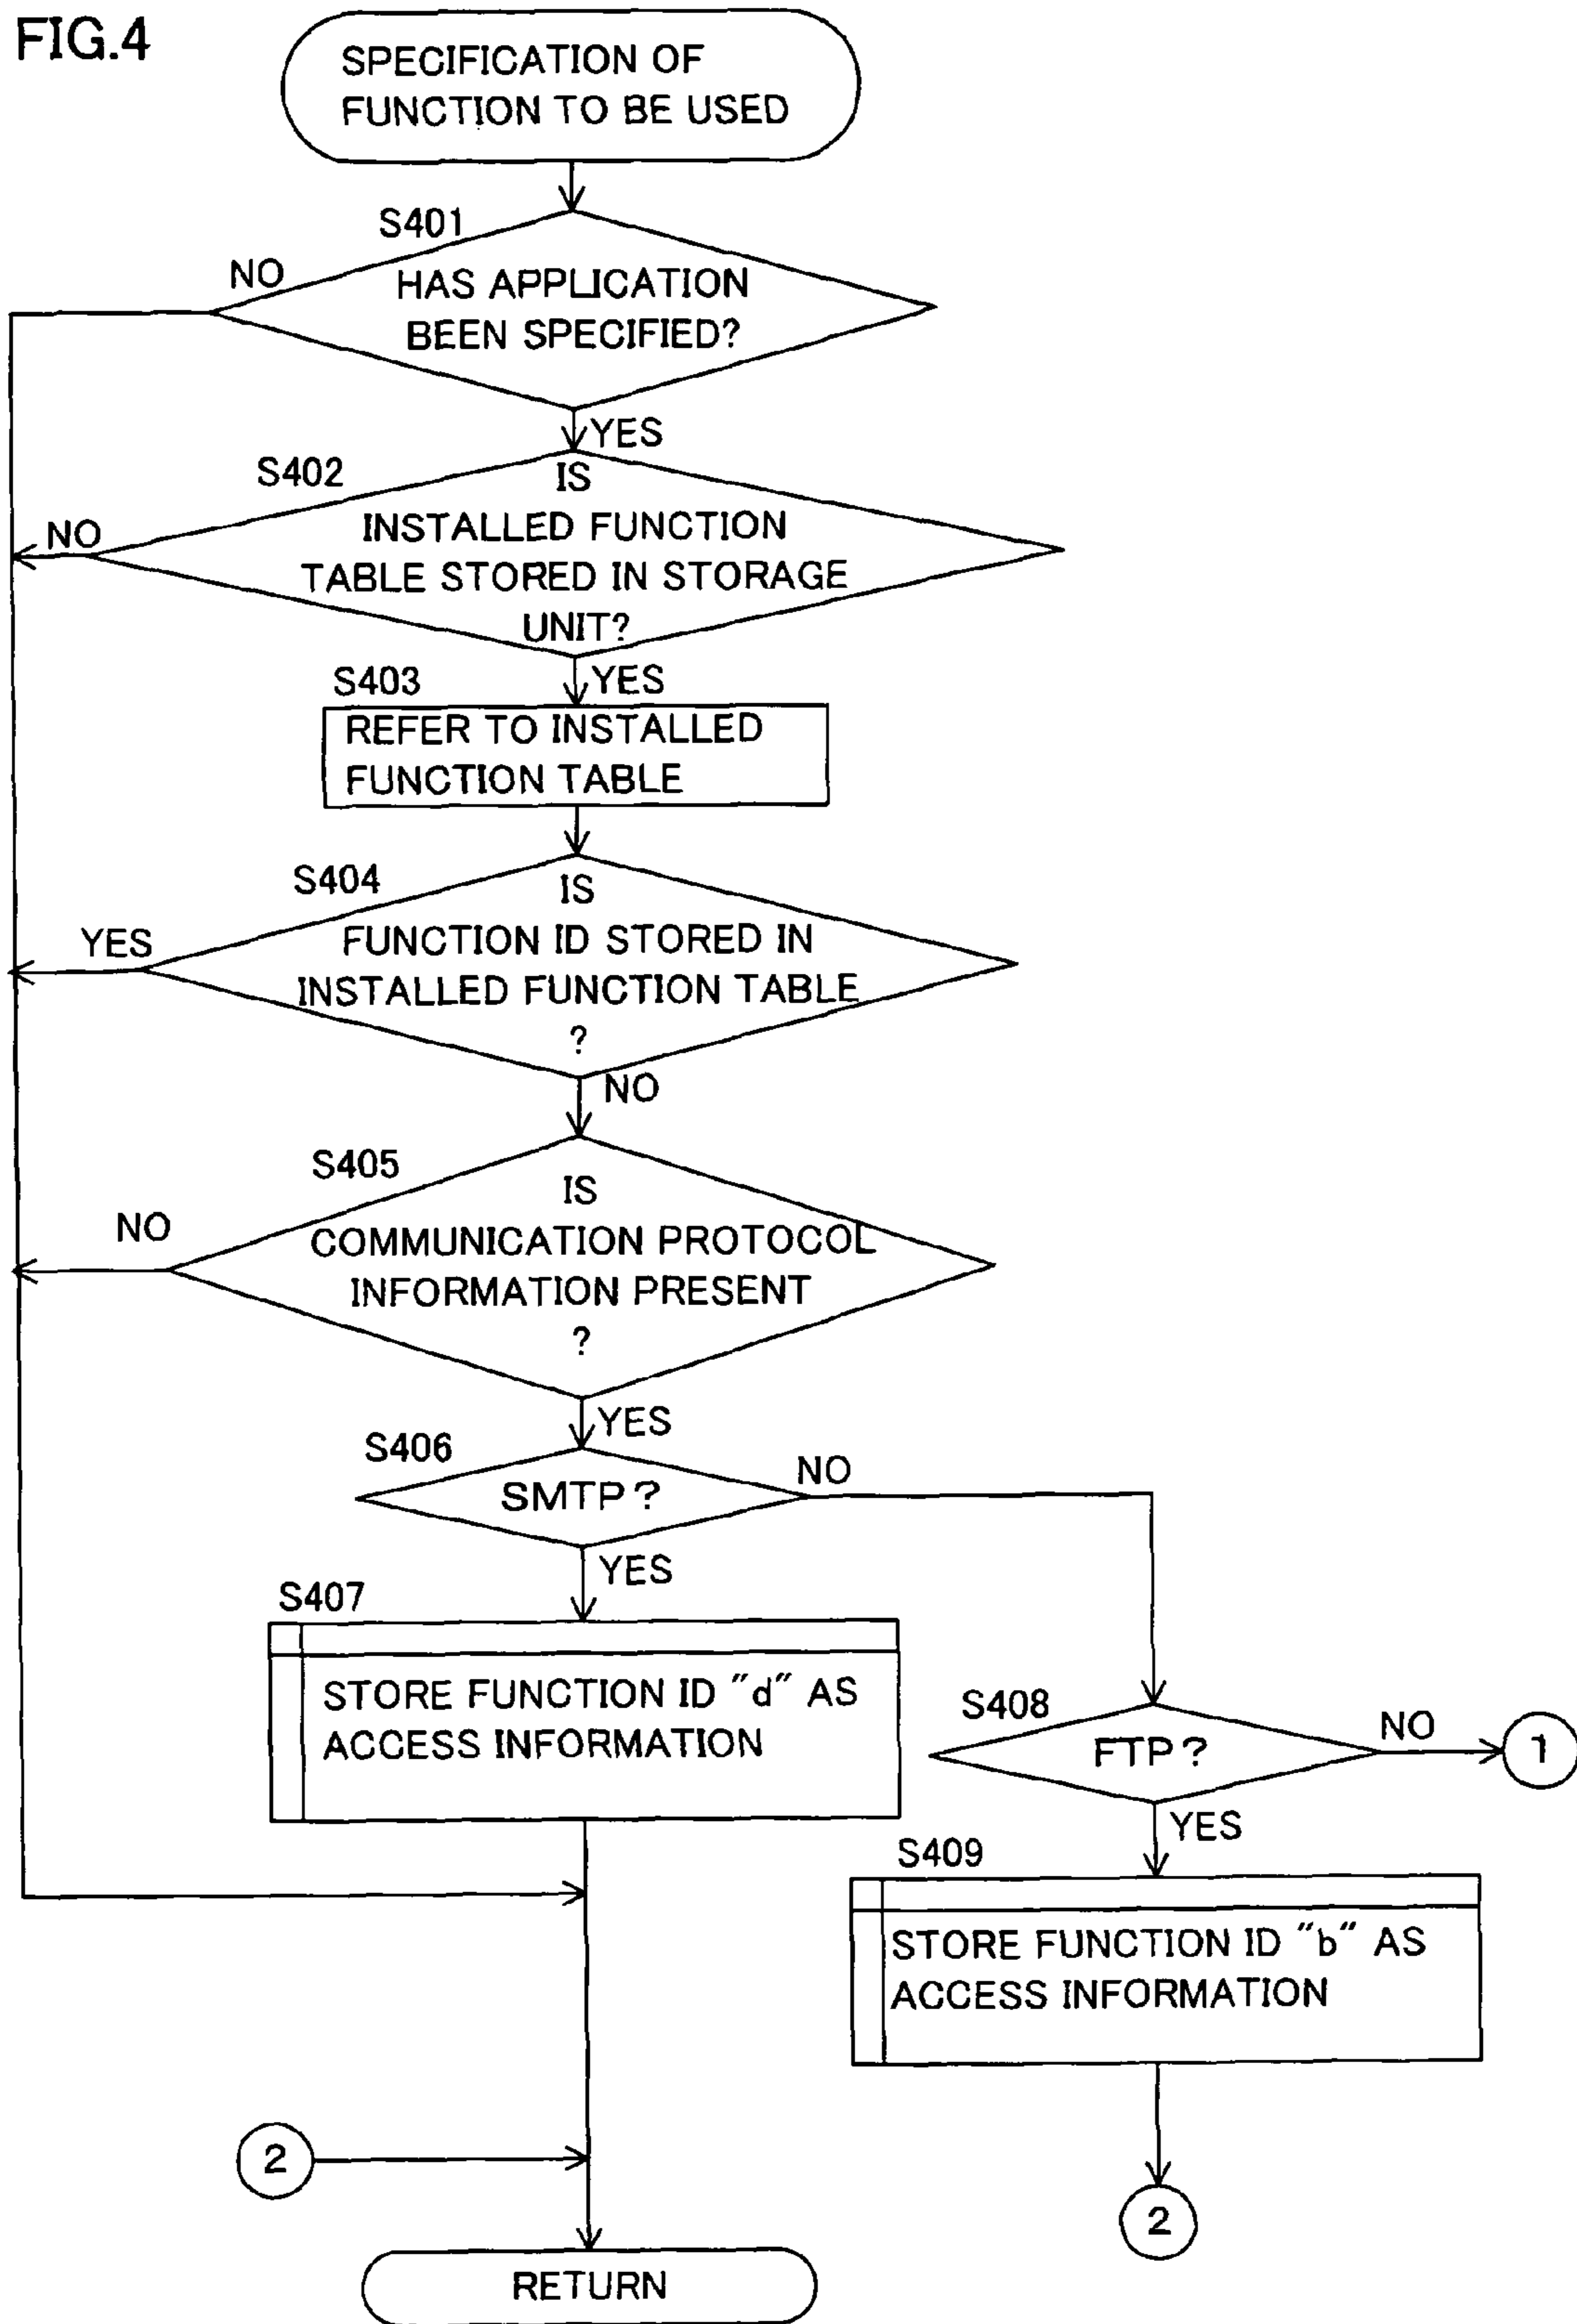 FIG.4
SPECIFICATION OF
FUNCTION TO BE USED
S401
NO
HAS APPLICATION
BEEN SPECIFIED?
YES
S402
IS
NO
INSTALLED FUNCTION
TABLE STORED IN STORAGE
UNIT?
S403
YES
REFER TO INSTALLED
FUNCTION TABLE
S404
IS
YES
FUNCTION ID STORED IN
INSTALLED FUNCTION TABLE
?
NO
S405
IS
NO
COMMUNICATION PROTOCOL
INFORMATION PRESENT
?
YES
S406
SMTP?
NO
YES
S407
STORE FUNCTION ID "d" AS
ACCESS INFORMATION
S408
FTP?
NO
1
YES
S409
STORE FUNCTION ID "b" AS
ACCESS INFORMATION
2
2
RETURN